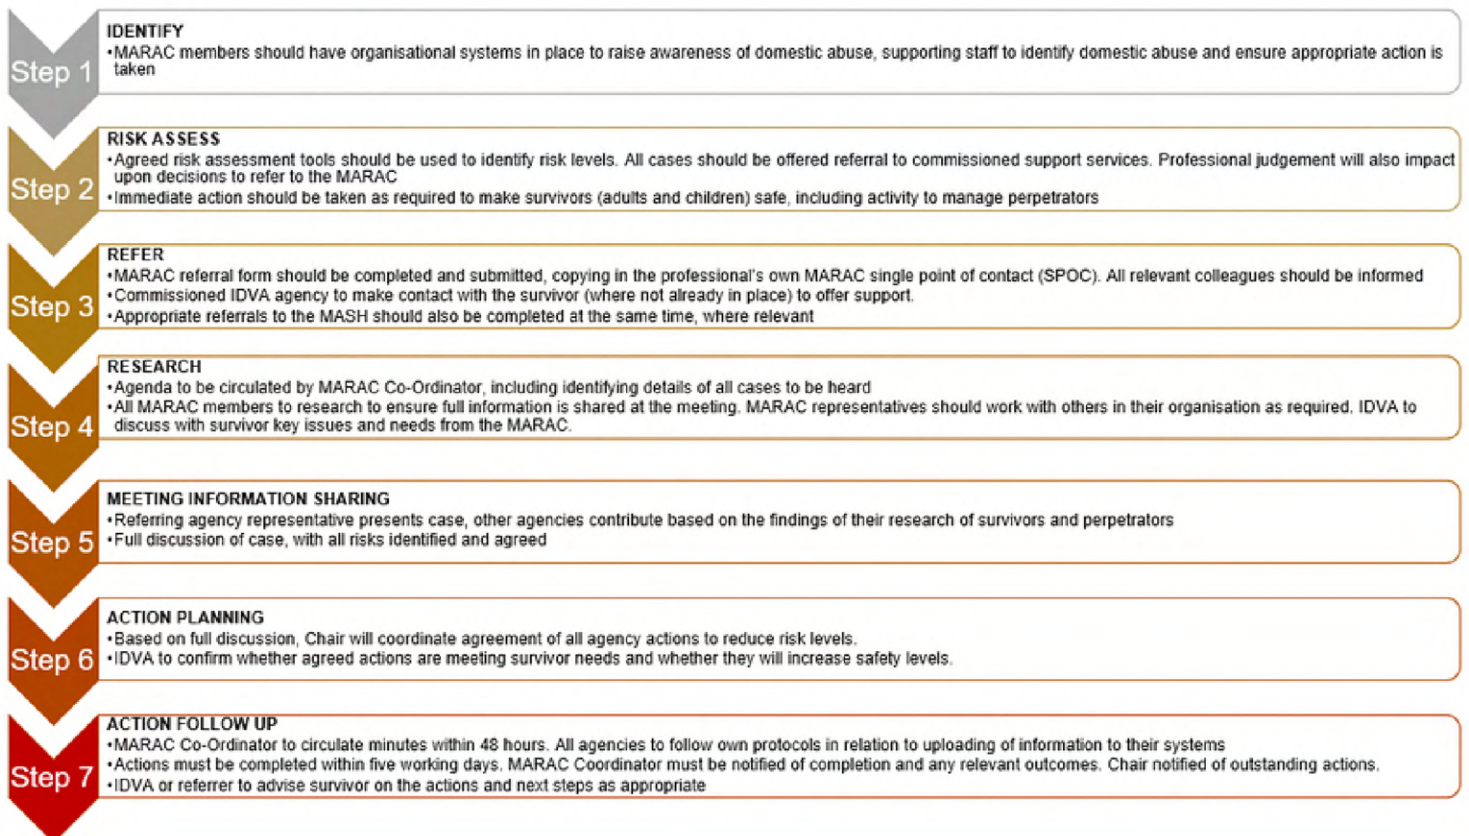 Step 1
IDENTIFY
•MARAC members should have organisational systems in place to raise awareness of domestic abuse, supporting staff to identify domestic abuse and ensure appropriate action is
taken
Step 2
RISK ASSESS
•Agreed risk assessment tools should be used to identify risk levels. All cases should be offered referral to commissioned support services. Professional judgement will also impact
upon decisions to refer to the MARAC
•Immediate action should be taken as required to make survivors (adults and children) safe, including activity to manage perpetrators
Step 3
REFER
•MARAC referral form should be completed and submitted, copying in the professional's own MARAC single point of contact (SPOC). All relevant colleagues should be informed
•Commissioned IDVA agency to make contact with the survivor (where not already in place) to offer support.
•Appropriate referrals to the MASH should also be completed at the same time, where relevant
Step 4
RESEARCH
•Agenda to be circulated by MARAC Co-Ordinator, including identifying details of all cases to be heard
•All MARAC members to research to ensure full information is shared at the meeting. MARAC representatives should work with others in their organisation as required. IDVA to
discuss with survivor key issues and needs from the MARAC.
Step 5
MEETING INFORMATION SHARING
•Referring agency representative presents case, other agencies contribute based on the findings of their research of survivors and perpetrators
•Full discussion of case, with all risks identified and agreed
Step 6
ACTION PLANNING
•Based on full discussion, Chair will coordinate agreement of all agency actions to reduce risk levels.
•IDVA to confirm whether agreed actions are meeting survivor needs and whether they will increase safety levels.
Step 7
ACTION FOLLOW UP
•MARAC Co-Ordinator to circulate minutes within 48 hours. All agencies to follow own protocols in relation to uploading of information to their systems
•Actions must be completed within five working days. MARAC Coordinator must be notified of completion and any relevant outcomes. Chair notified of outstanding actions.
•IDVA or referrer to advise survivor on the actions and next steps as appropriate